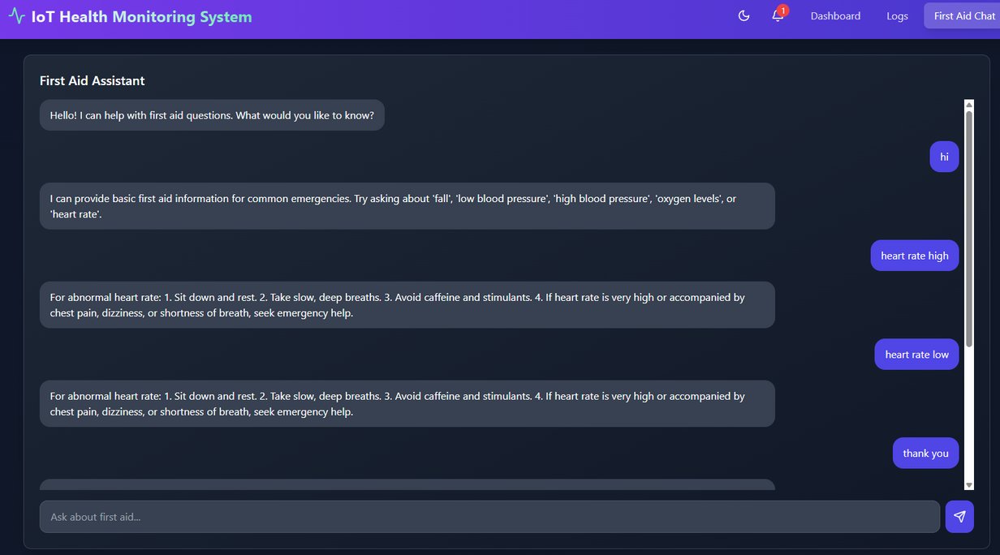 IoT Health Monitoring System
1
Dashboard
Logs
First Aid Chat
First Aid Assistant
Hello! I can help with first aid questions. What would you like to know?
hi
I can provide basic first aid information for common emergencies. Try asking about 'fall', 'low blood pressure', 'high blood pressure', 'oxygen levels', or
'heart rate'.
heart rate high
For abnormal heart rate: 1. Sit down and rest. 2. Take slow, deep breaths. 3. Avoid caffeine and stimulants. 4. If heart rate is very high or accompanied by
chest pain, dizziness, or shortness of breath, seek emergency help.
heart rate low
For abnormal heart rate: 1. Sit down and rest. 2. Take slow, deep breaths. 3. Avoid caffeine and stimulants. 4. If heart rate is very high or accompanied by
chest pain, dizziness, or shortness of breath, seek emergency help.
thank you
Ask about first aid...